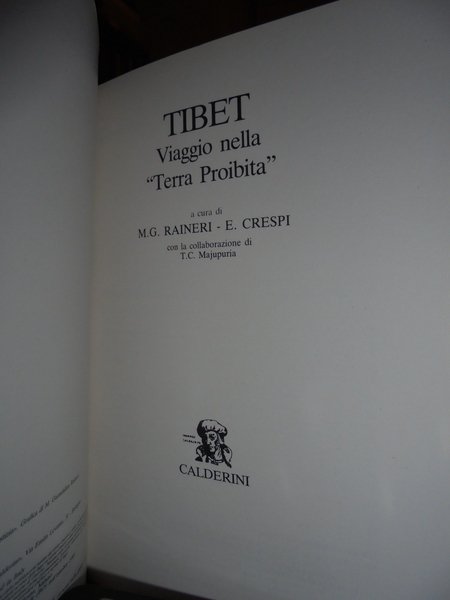 TIBET
Viaggio nella
“Terra Proibita”
a cura di
M.G. RAINERI - E. CRESPI
con la collaborazione di
T.C. Majupuria
CALDERINI